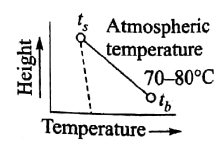 t_s
Atmospheric
temperature
70–80°C
t_b
Height
Temperature